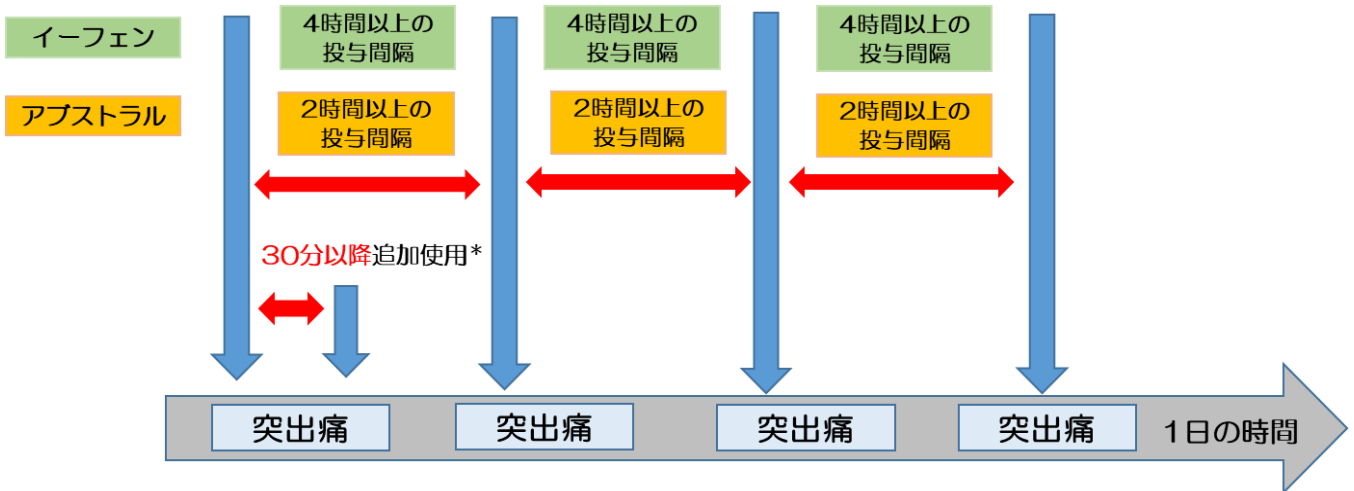 イーフェン
4時間以上の
投与間隔
4時間以上の
投与間隔
4時間以上の
投与間隔
アブストラル
2時間以上の
投与間隔
2時間以上の
投与間隔
2時間以上の
投与間隔
30分以降追加使用*
突出痛
突出痛
突出痛
突出痛
1日の時間